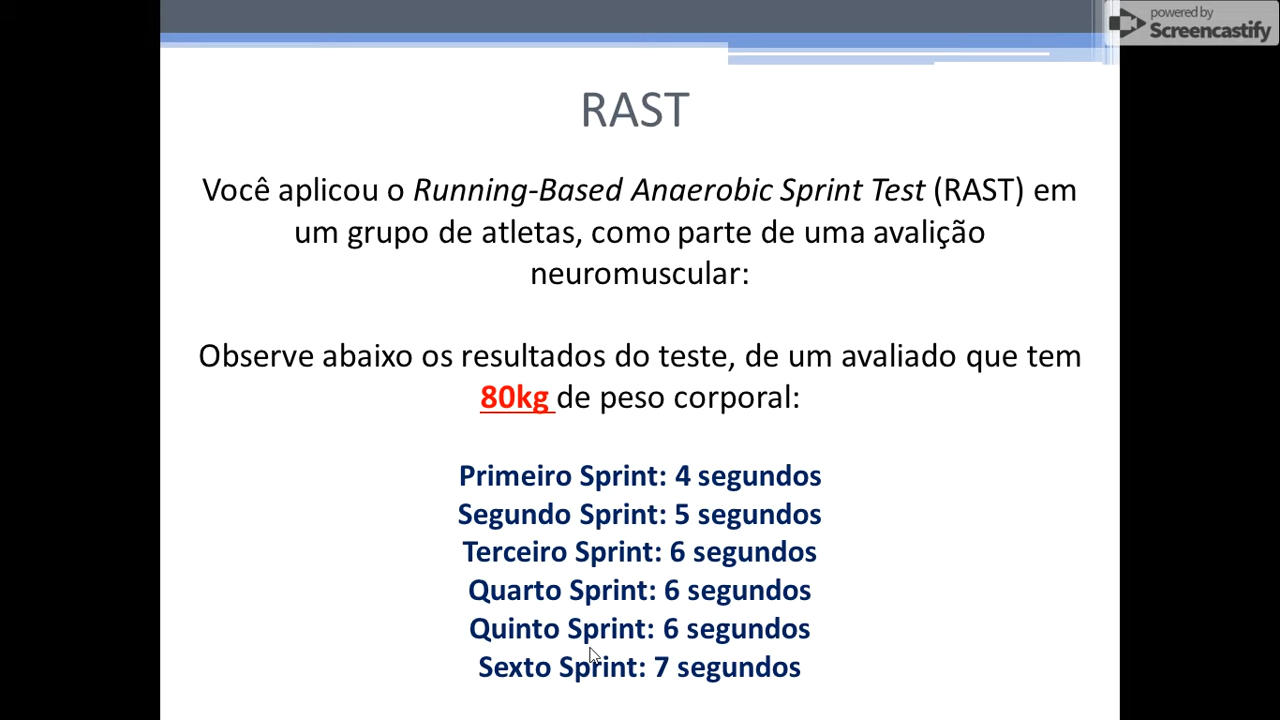 powered by
Screencastify
RAST
Você aplicou o Running-Based Anaerobic Sprint Test (RAST) em
um grupo de atletas, como parte de uma avalição
neuromuscular:
Observe abaixo os resultados do teste, de um avaliado que tem
80kg de peso corporal:
Primeiro Sprint: 4 segundos
Segundo Sprint: 5 segundos
Terceiro Sprint: 6 segundos
Quarto Sprint: 6 segundos
Quinto Sprint: 6 segundos
Sexto Sprint: 7 segundos